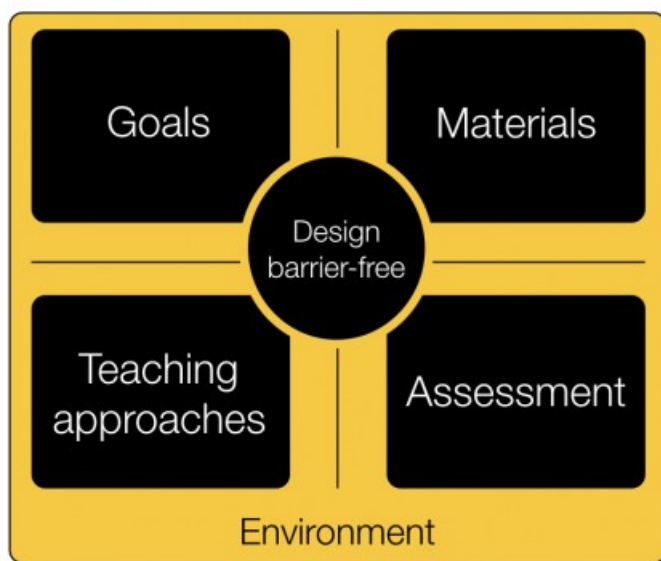 Goals
Materials
Design
barrier-free
Teaching
approaches
Assessment
Environment